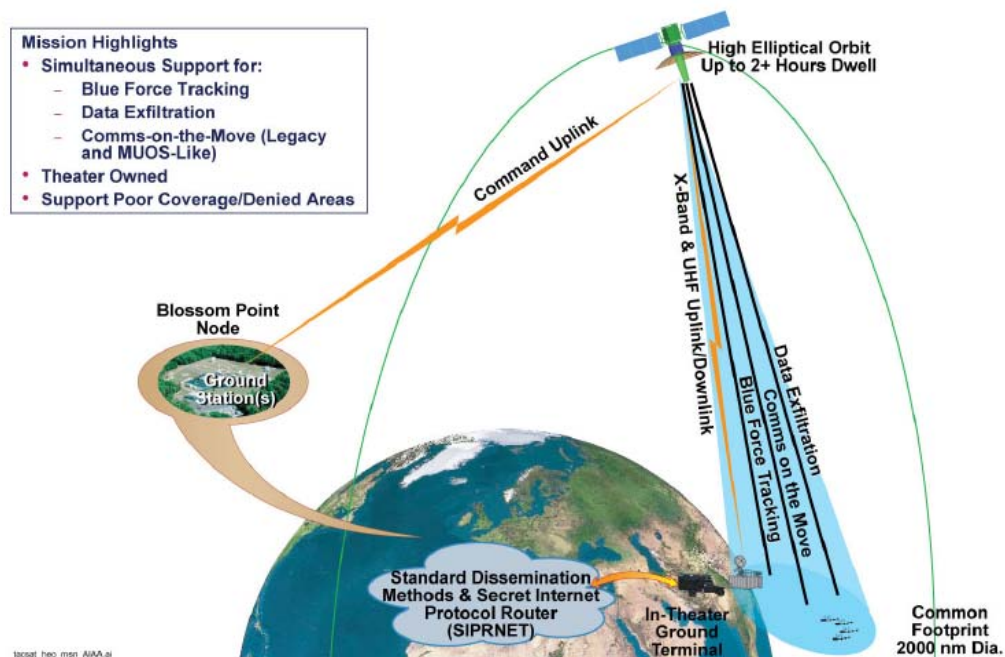 Mission Highlights
• Simultaneous Support for:
– Blue Force Tracking
– Data Exfiltration
– Comms-on-the-Move (Legacy
and MUOS-Like)
• Theater Owned
• Support Poor Coverage/Denied Areas
High Elliptical Orbit
Up to 2+ Hours Dwell
Command Uplink
X-Band & UHF Uplink/Downlink
Blue Force Tracking
Comms on the Move
Data Exfiltration
Blossom Point
Node
Ground
Station(s)
Standard Dissemination
Methods & Secret Internet
Protocol Router
(SIPRNET)
In-Theater
Ground
Terminal
Common
Footprint
2000 nm Dia.
tacsat_heo_msn_AIAA.ai